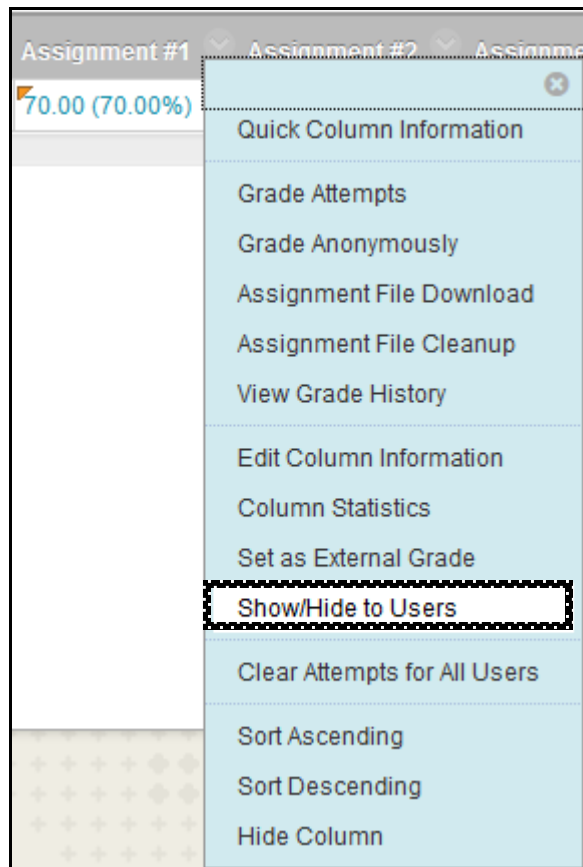 Assignment #1 Assignment #2 Assignme
70.00 (70.00%)
Quick Column Information
Grade Attempts
Grade Anonymously
Assignment File Download
Assignment File Cleanup
View Grade History
Edit Column Information
Column Statistics
Set as External Grade
Show/Hide to Users
Clear Attempts for All Users
Sort Ascending
Sort Descending
Hide Column